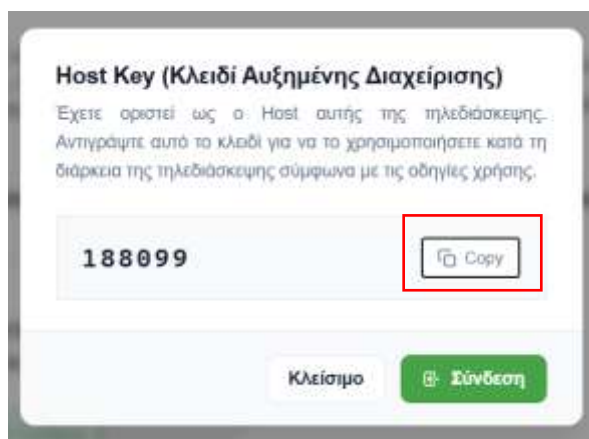 Host Key (Κλειδί Αυξημένης Διαχείρισης)
Έχετε οριστεί ως ο Host αυτής της τηλεδιάσκεψης.
Αντιγράψτε αυτό το κλειδί για να το χρησιμοποιήσετε κατά τη
διάρκεια της τηλεδιάσκεψης σύμφωνα με τις οδηγίες χρήσης.
188099
Copy
Κλείσιμο
Σύνδεση